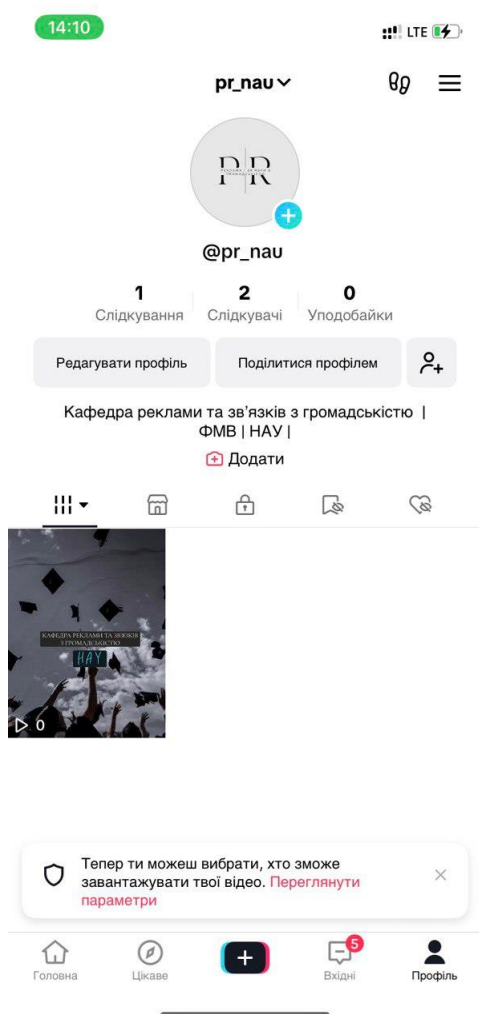 14:10
LTE
pr_nau
PR
@pr_nau
1
2
0
Слідкування
Слідкувачі
Уподобайки
Редагувати профіль
Поділитися профілем
Кафедра реклами та зв’язків з громадськістю |
ФМВ | НАУ |
Додати
КАФЕДРА РЕКЛАМИ ТА ЗВ'ЯЗКІВ
З ГРОМАДСЬКІСТЮ
НАУ
0
Тепер ти можеш вибрати, хто зможе
завантажувати твої відео. Переглянути
параметри
5
Головна
Цікаве
Вхідні
Профіль